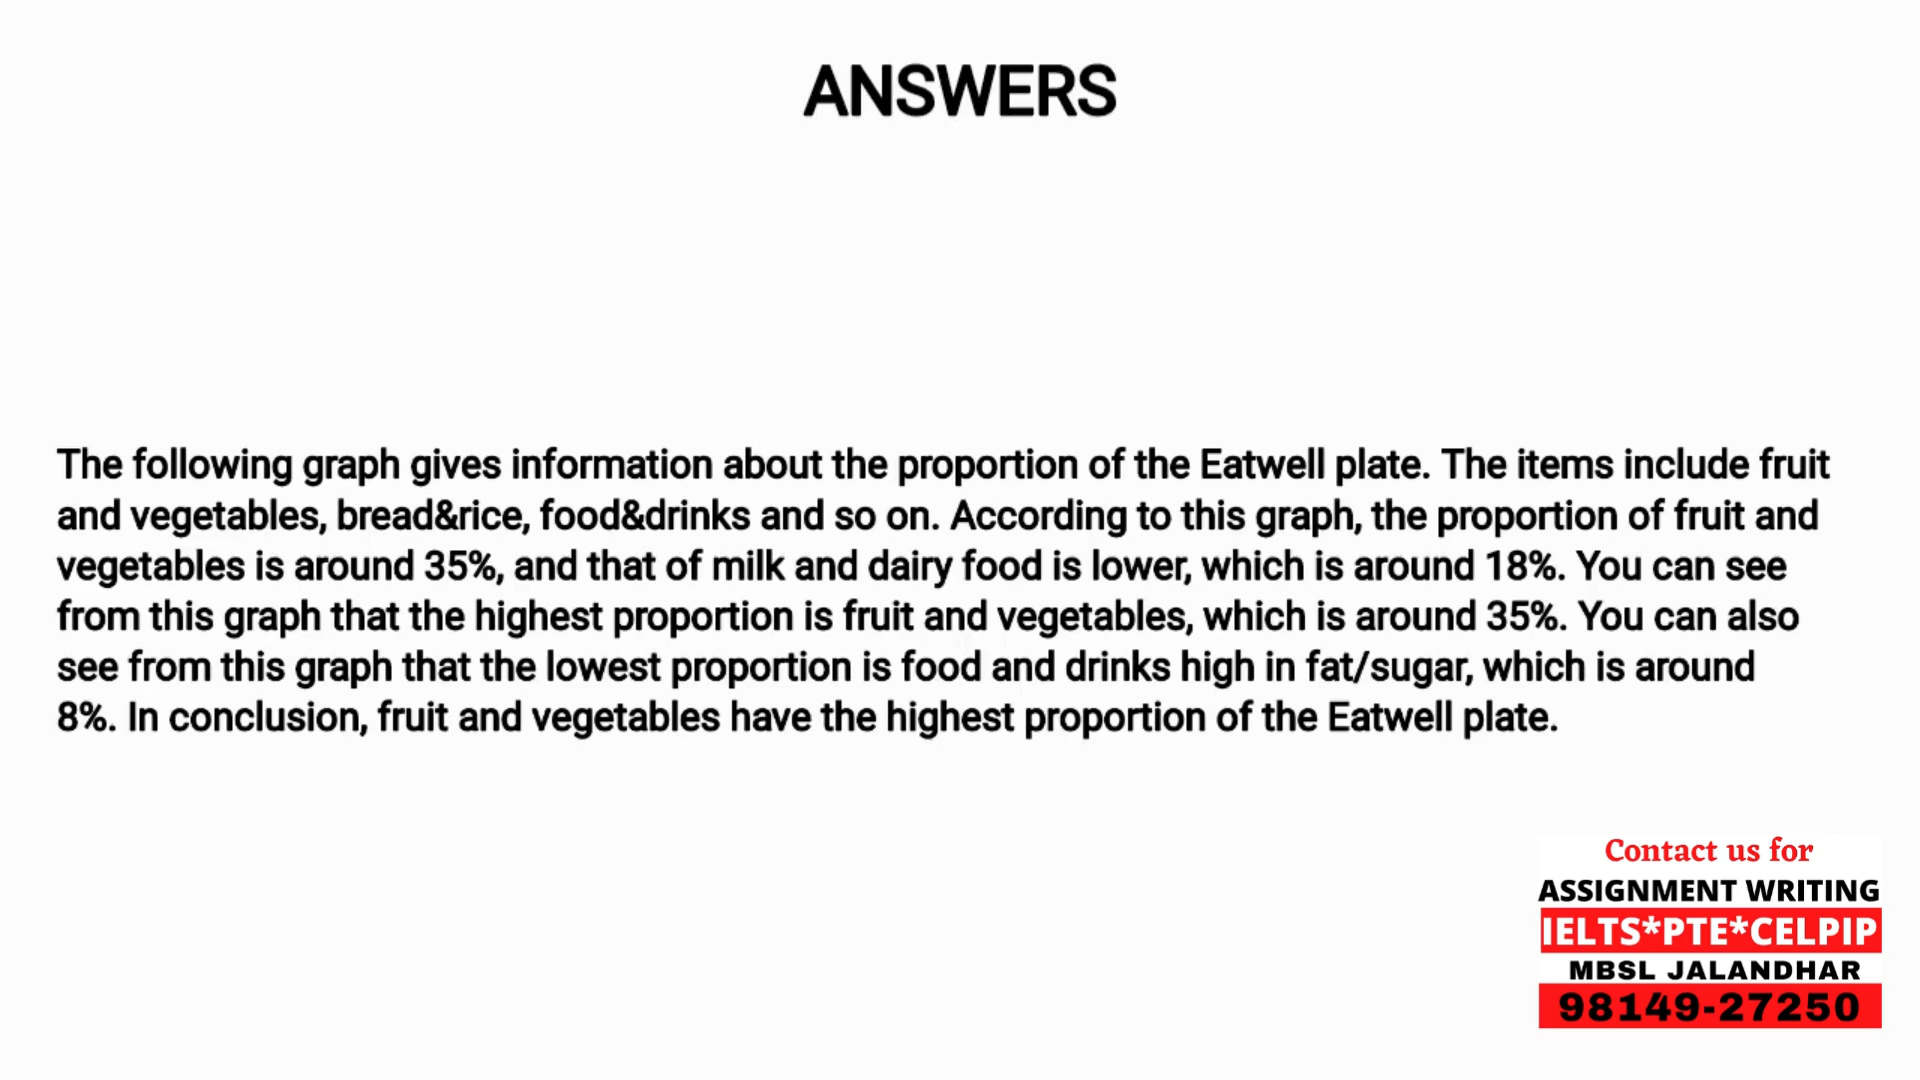 ANSWERS
The following graph gives information about the proportion of the Eatwell plate. The items include fruit
and vegetables, bread&rice, food&drinks and so on. According to this graph, the proportion of fruit and
vegetables is around 35%, and that of milk and dairy food is lower, which is around 18%. You can see
from this graph that the highest proportion is fruit and vegetables, which is around 35%. You can also
see from this graph that the lowest proportion is food and drinks high in fat/sugar, which is around
8%. In conclusion, fruit and vegetables have the highest proportion of the Eatwell plate.
Contact us for
ASSIGNMENT WRITING
IELTS*PTE*CELPIP
MBSL JALANDHAR
98149-27250